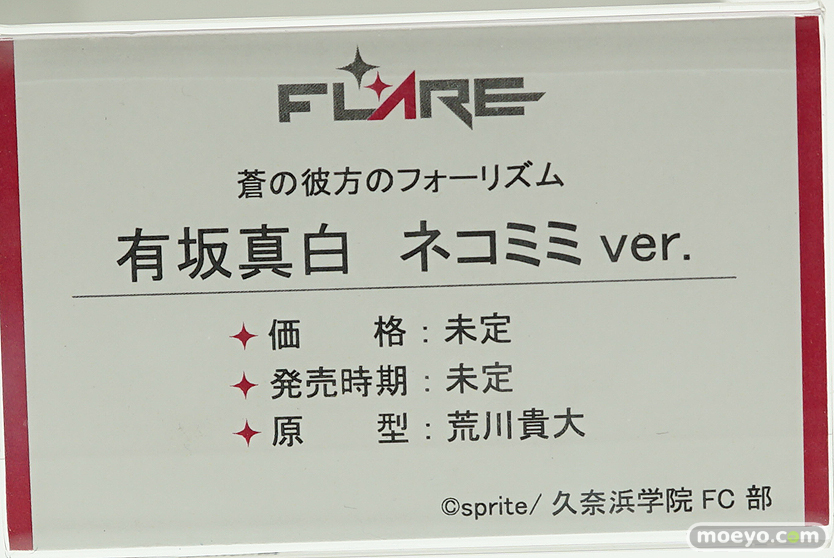 FLARE
蒼の彼方のフォーリズム
有坂真白 ネコミミ ver.
価 格：未定
発売時期：未定
原 型：荒川貴大
©sprite/ 久奈浜学院 FC 部
moeyo.com